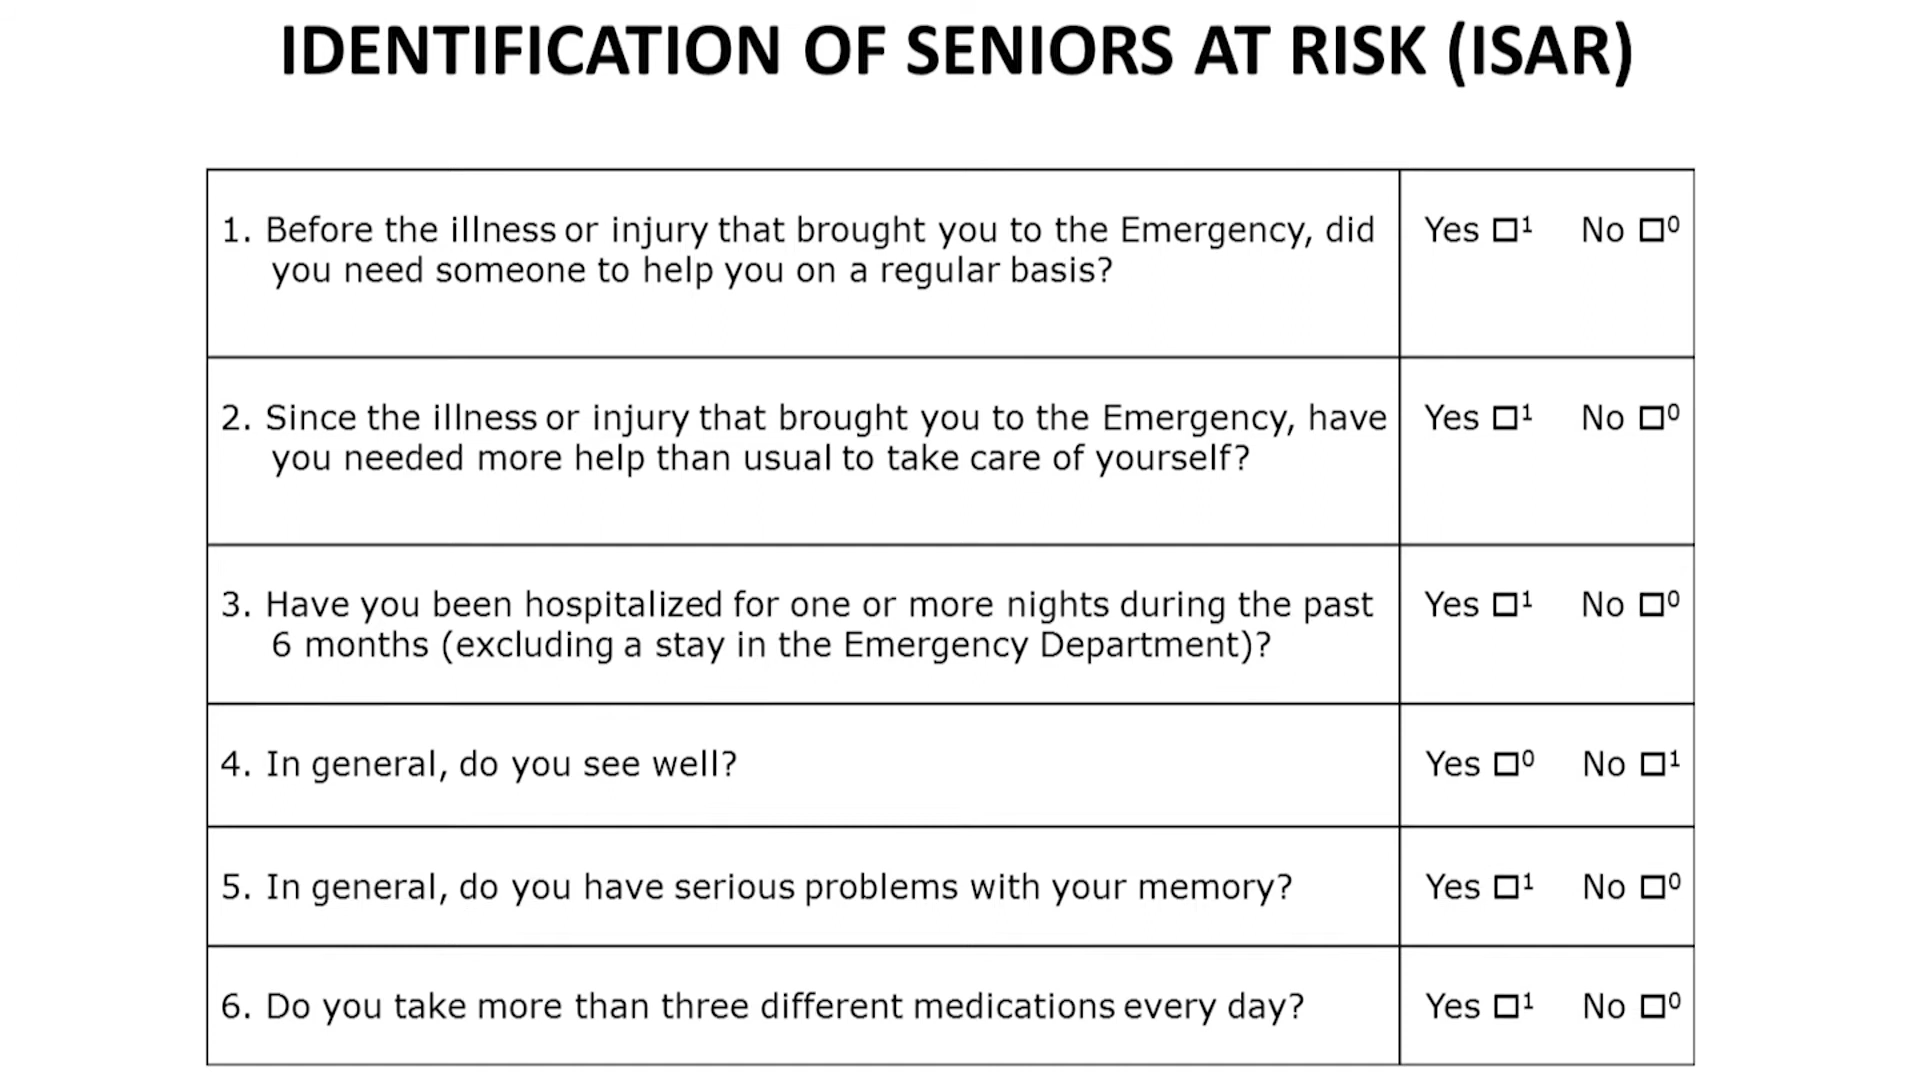 IDENTIFICATION OF SENIORS AT RISK (ISAR)
1. Before the illness or injury that brought you to the Emergency, did
you need someone to help you on a regular basis?
Yes □¹ No □⁰
2. Since the illness or injury that brought you to the Emergency, have
you needed more help than usual to take care of yourself?
Yes □¹ No □⁰
3. Have you been hospitalized for one or more nights during the past
6 months (excluding a stay in the Emergency Department)?
Yes □¹ No □⁰
4. In general, do you see well?
Yes □⁰ No □¹
5. In general, do you have serious problems with your memory?
Yes □¹ No □⁰
6. Do you take more than three different medications every day?
Yes □¹ No □⁰